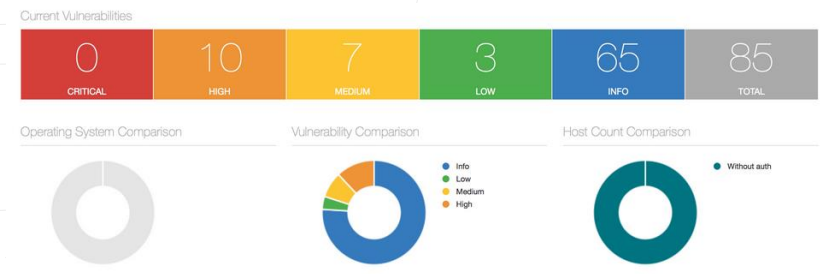 Current Vulnerabilities
0 10 7 3 65 85
CRITICAL HIGH MEDIUM LOW INFO TOTAL
Operating System Comparison Vulnerability Comparison Host Count Comparison
Info
Low
Medium
High
Without auth